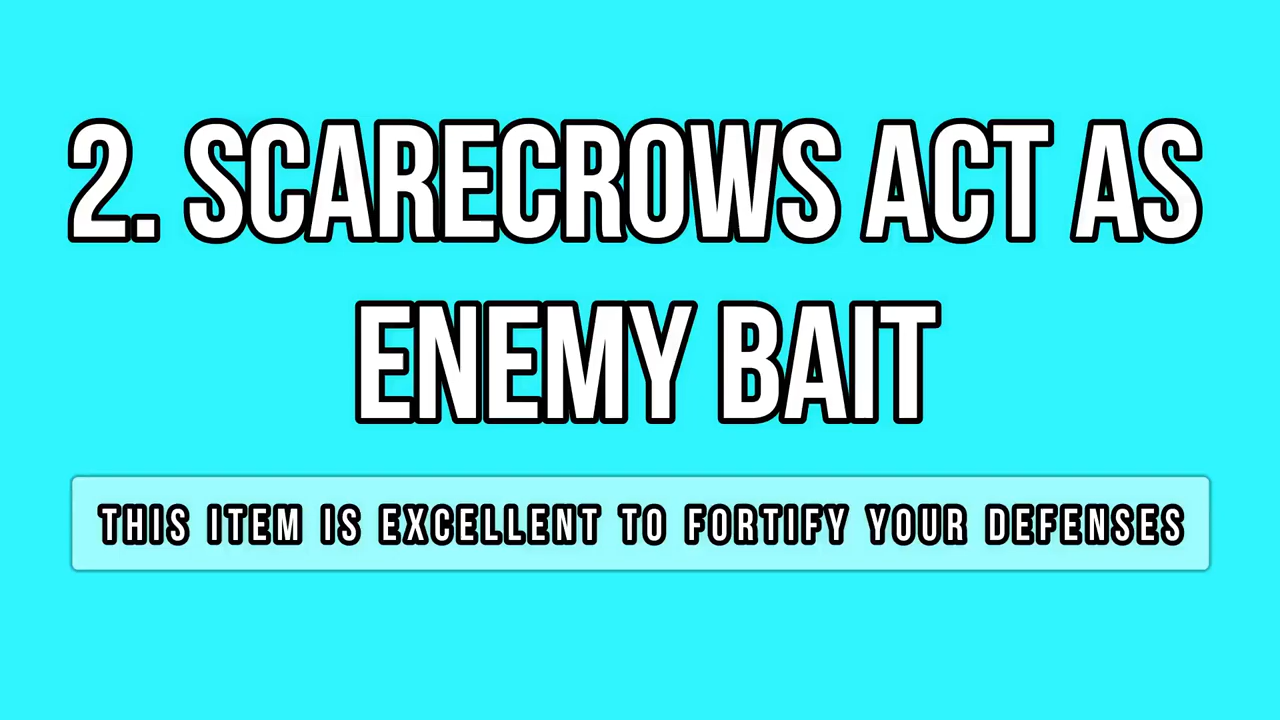 2. SCARECROWS ACT AS
ENEMY BAIT
THIS ITEM IS EXCELLENT TO FORTIFY YOUR DEFENSES